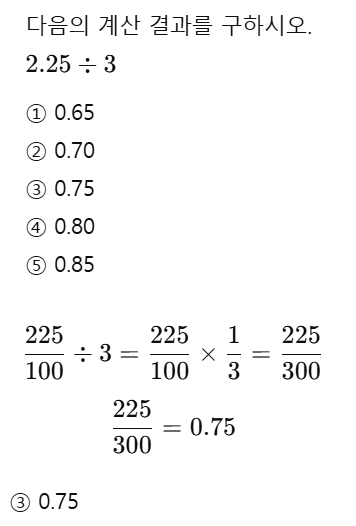 다음의 계산 결과를 구하시오.
2.25 ÷ 3
① 0.65
② 0.70
③ 0.75
④ 0.80
⑤ 0.85
225/100 ÷ 3 = 225/100 × 1/3 = 225/300
225/300 = 0.75
③ 0.75